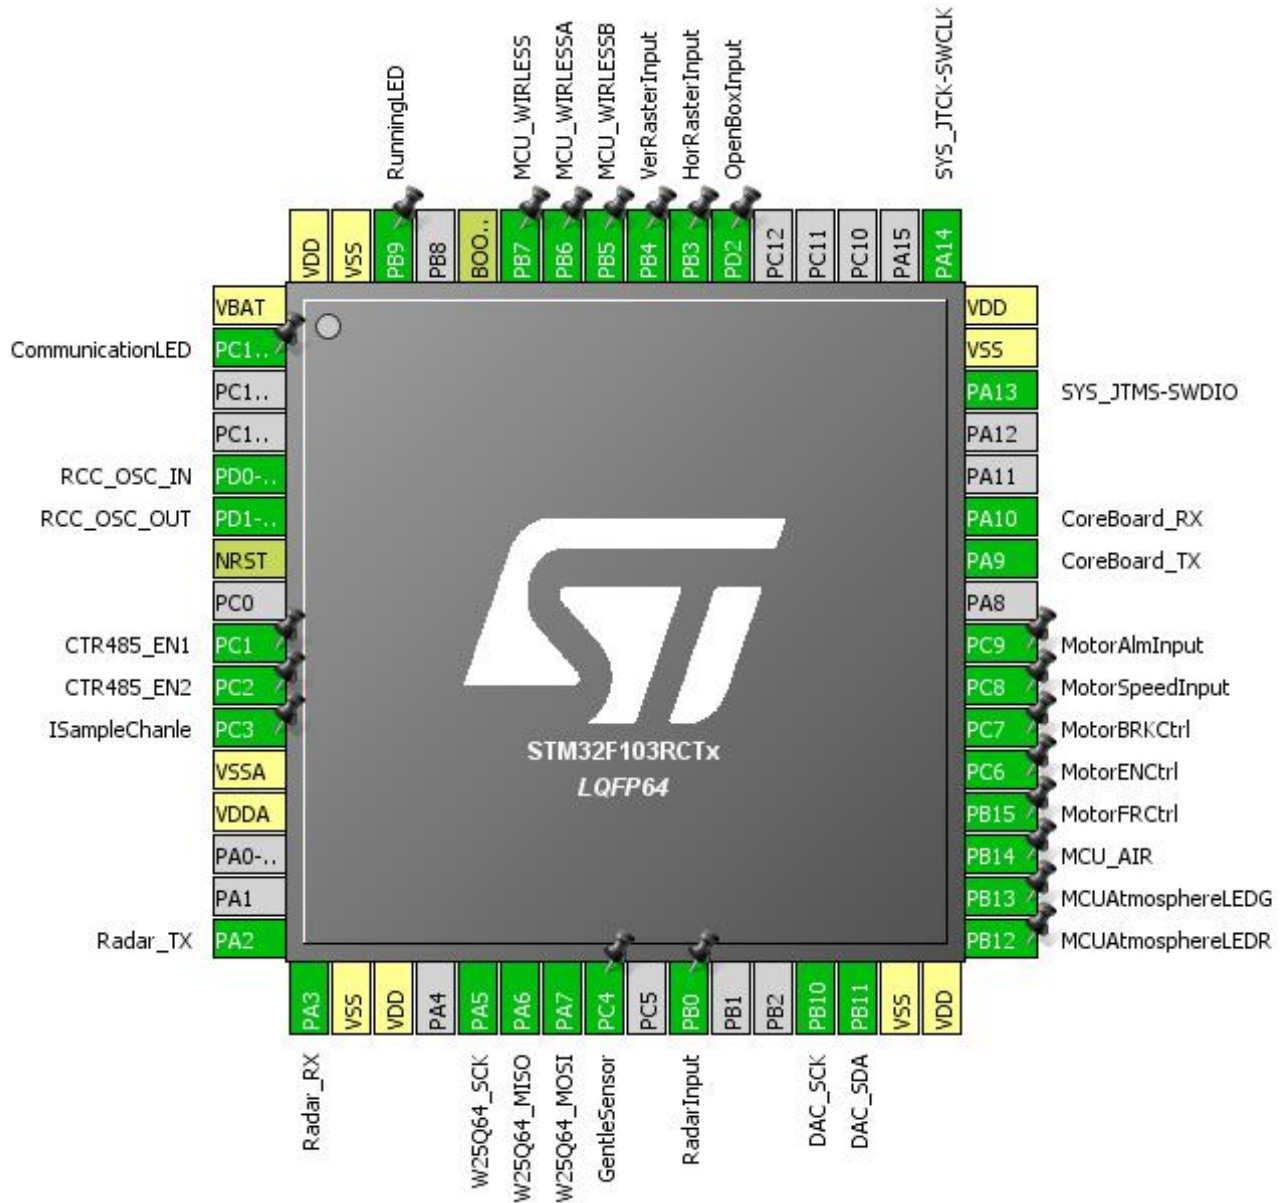 RunningLED
MCU_WIRLESS
MCU_WIRLESSA
MCU_WIRLESSB
VerRasterInput
HorRasterInput
OpenBoxInput
SYS_JTCK-SWCLK
VDD
VSS
PB9
PB8
BOO..
PB7
PB6
PB5
PB4
PB3
PD2
PC12
PC11
PC10
PA15
PA14
VBAT
CommunicationLED PC1..
PC1..
PC1..
RCC_OSC_IN PD0-..
RCC_OSC_OUT PD1-..
NRST
PC0
CTR485_EN1 PC1
CTR485_EN2 PC2
ISampleChanle PC3
VSSA
VDDA
PA0-..
PA1
Radar_TX PA2
ST
STM32F103RCTx
LQFP64
VDD
VSS
PA13 SYS_JTMS-SWDIO
PA12
PA11
PA10 CoreBoard_RX
PA9 CoreBoard_TX
PA8
PC9 MotorAlmInput
PC8 MotorSpeedInput
PC7 MotorBRKCtrl
PC6 MotorENCtrl
PB15 MotorFRCtrl
PB14 MCU_AIR
PB13 MCUAtmosphereLEDG
PB12 MCUAtmosphereLEDR
PA3
VSS
VDD
PA4
PA5
PA6
PA7
PC4
PC5
PB0
PB1
PB2
PB10
PB11
VSS
VDD
Radar_RX
W25Q64_SCK
W25Q64_MISO
W25Q64_MOSI
GentleSensor
RadarInput
DAC_SCK
DAC_SDA